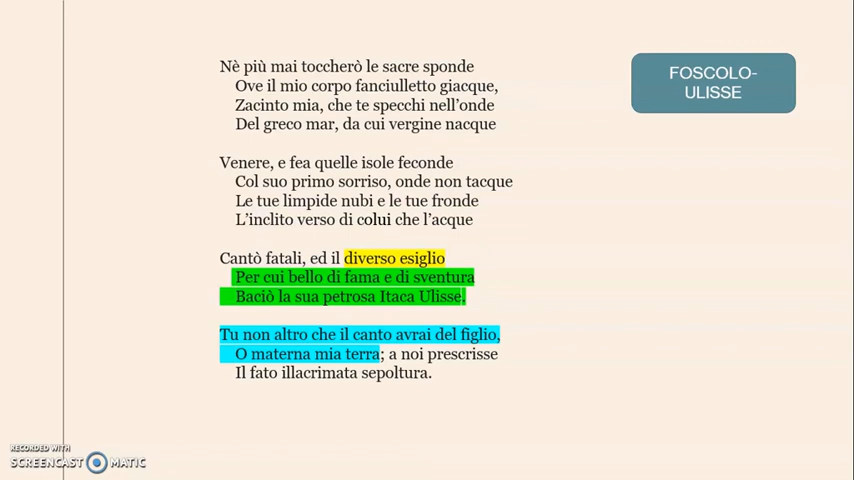 Nè più mai toccherò le sacre sponde
Ove il mio corpo fanciulletto giacque,
Zacinto mia, che te specchi nell'onde
Del greco mar, da cui vergine nacque
Venere, e fea quelle isole feconde
Col suo primo sorriso, onde non tacque
Le tue limpide nubi e le tue fronde
L'inclito verso di colui che l'acque
Cantò fatali, ed il diverso esiglio
Per cui bello di fama e di sventura
Baciò la sua petrosa Itaca Ulisse.
Tu non altro che il canto avrai del figlio,
O materna mia terra; a noi prescrisse
Il fato illacrimata sepoltura.
FOSCOLO-
ULISSE
RECORDED WITH
SCREENCAST MATIC